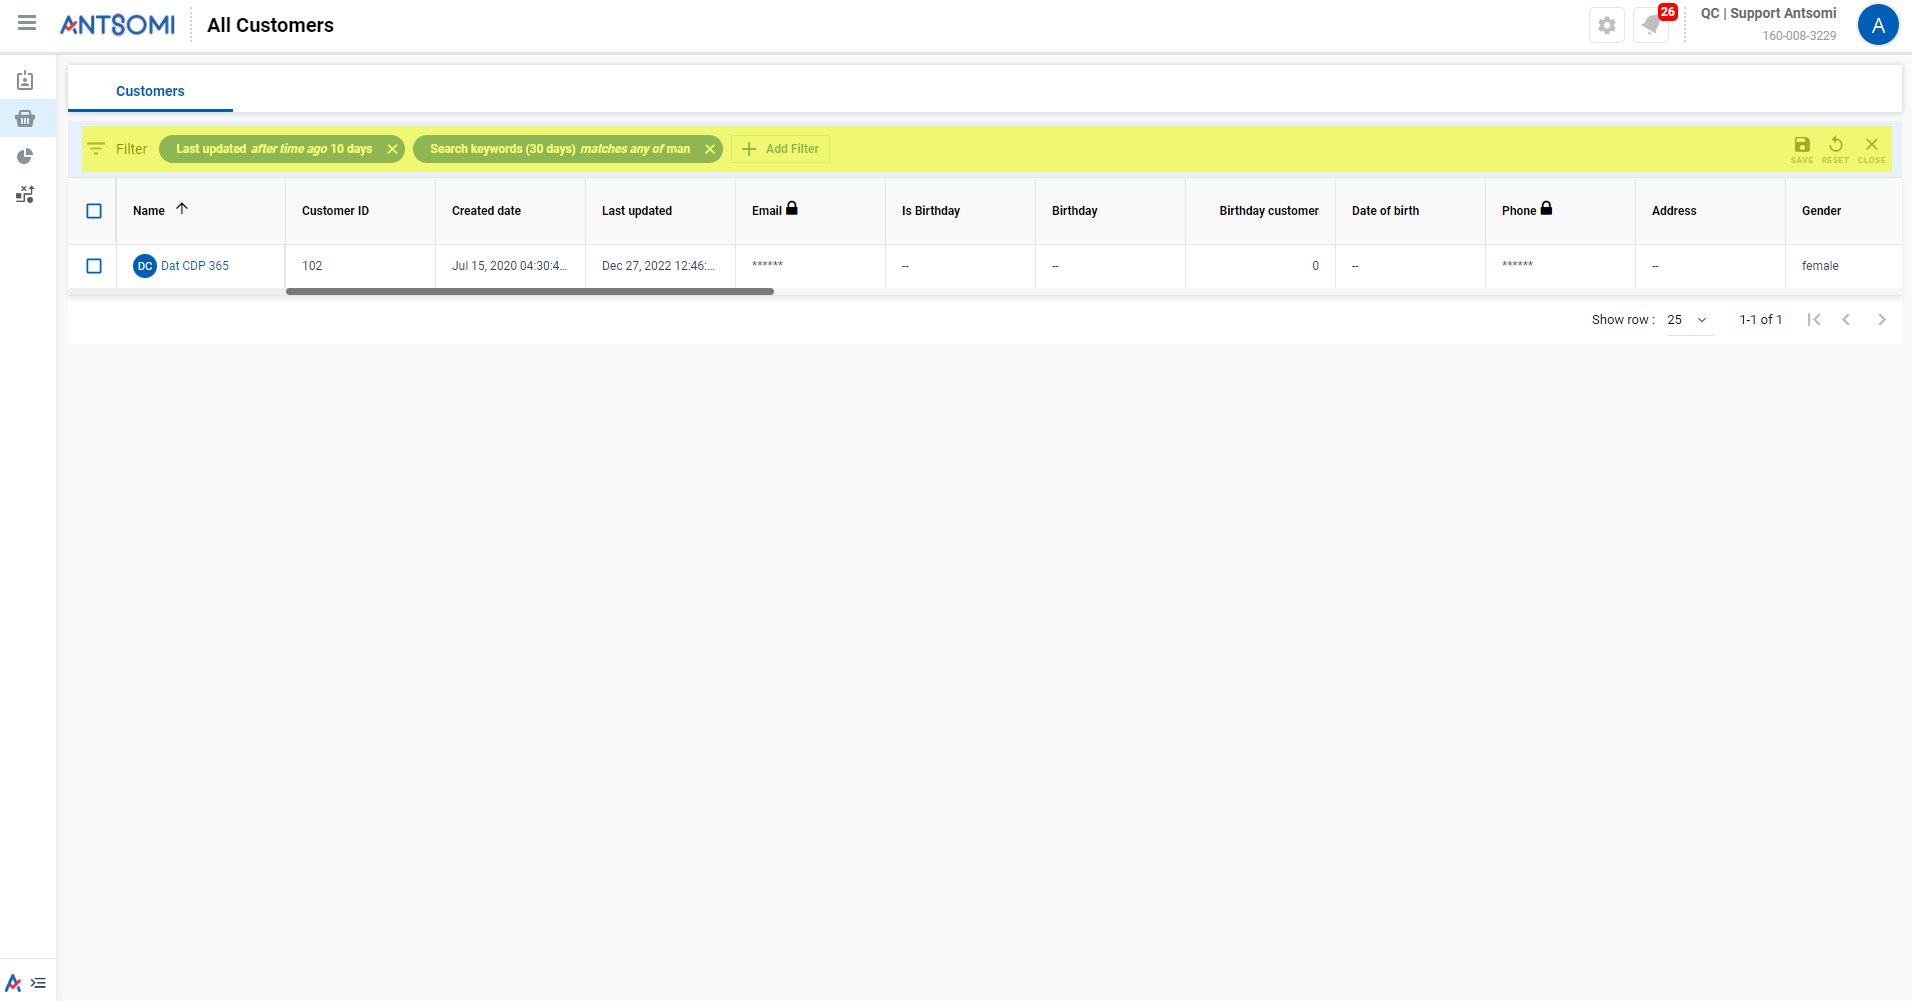 ANTSOMI
All Customers
26
QC | Support Antsomi
160-008-3229
A
Customers
Filter
Last updated after time ago 10 days
Search keywords (30 days) matches any of man
Add Filter
SAVE RESET CLOSE
Name Customer ID Created date Last updated Email Is Birthday Birthday Birthday customer Date of birth Phone Address Gender
DC Dat CDP 365 102 Jul 15, 2020 04:30:4... Dec 27, 2022 12:46:... ****** -- -- 0 -- ****** -- female
Show row : 25 1-1 of 1